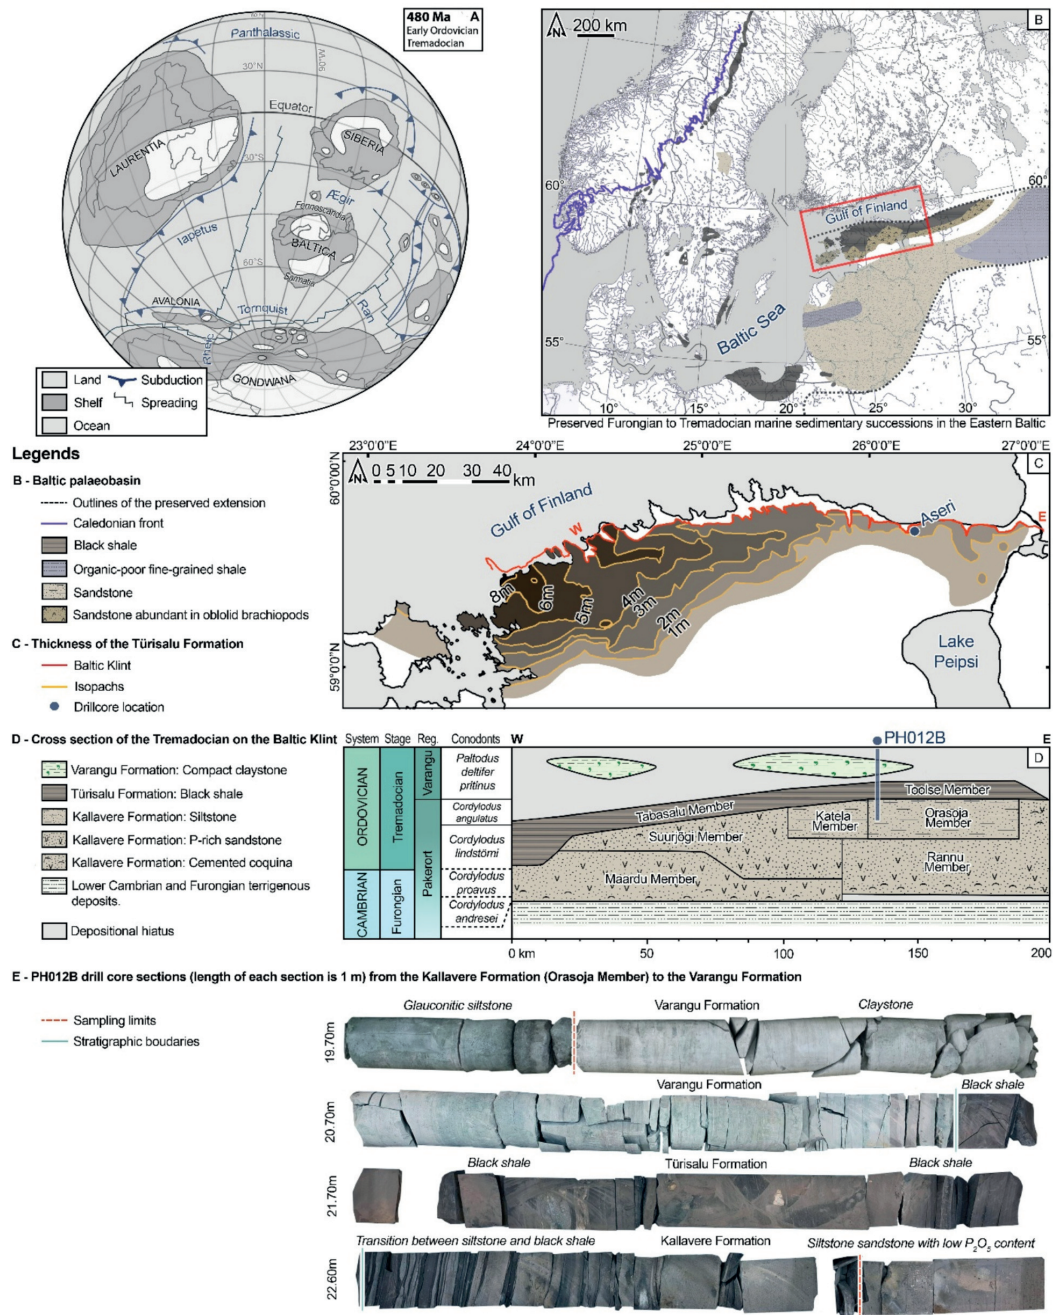 480 Ma A
Early Ordovician
Tremadocian
Panthalassic
30°N
90°W
Equator
LAURENTIA
SIBERIA
30°S
Ægir
Fennoscandia
BALTICA
Sarmatia
Iapetus
60°S
AVALONIA
Tornquist
Ran
Rheic
GONDWANA
Land
Subduction
Shelf
Spreading
Ocean
B
N
200 km
60°
60°
Gulf of Finland
Baltic Sea
55°
55°
10°
15°
20°
25°
30°
Preserved Furongian to Tremadocian marine sedimentary successions in the Eastern Baltic
Legends
B - Baltic palaeobasin
Outlines of the preserved extension
Caledonian front
Black shale
Organic-poor fine-grained shale
Sandstone
Sandstone abundant in oblolid brachiopods
C - Thickness of the Türisalu Formation
Baltic Klint
Isopachs
Drillcore location
23°0'0"E
24°0'0"E
25°0'0"E
26°0'0"E
27°0'0"E
C
N
0 5 10 20 30 40
km
60°0'0"N
59°0'0"N
Gulf of Finland
W
Aseri
E
8m
6m
5m
4m
3m
2m
1m
Lake
Peipsi
D - Cross section of the Tremadocian on the Baltic Klint
Varangu Formation: Compact claystone
Türisalu Formation: Black shale
Kallavere Formation: Siltstone
Kallavere Formation: P-rich sandstone
Kallavere Formation: Cemented coquina
Lower Cambrian and Furongian terrigenous
deposits.
Depositional hiatus
System Stage Reg. Conodonts W
PH012B
E
D
ORDOVICIAN
CAMBRIAN
Tremadocian
Furongian
Varangu
Pakerort
Paltodus
deltifer
pritinus
Cordylodus
angulatus
Cordylodus
lindstömi
Cordylodus
proavus
Cordylodus
andresei
Tabasalu Member
Toolse Member
Suurjõgi Member
Katela
Member
Orasoja
Member
Maardu Member
Rannu
Member
0 km
50
100
150
200
E - PH012B drill core sections (length of each section is 1 m) from the Kallavere Formation (Orasoja Member) to the Varangu Formation
Sampling limits
Stratigraphic boudaries
19.70m
Glauconitic siltstone
Varangu Formation
Claystone
20.70m
Varangu Formation
Black shale
21.70m
Black shale
Türisalu Formation
Black shale
22.60m
Transition between siltstone and black shale
Kallavere Formation
Siltstone sandstone with low P2O5 content